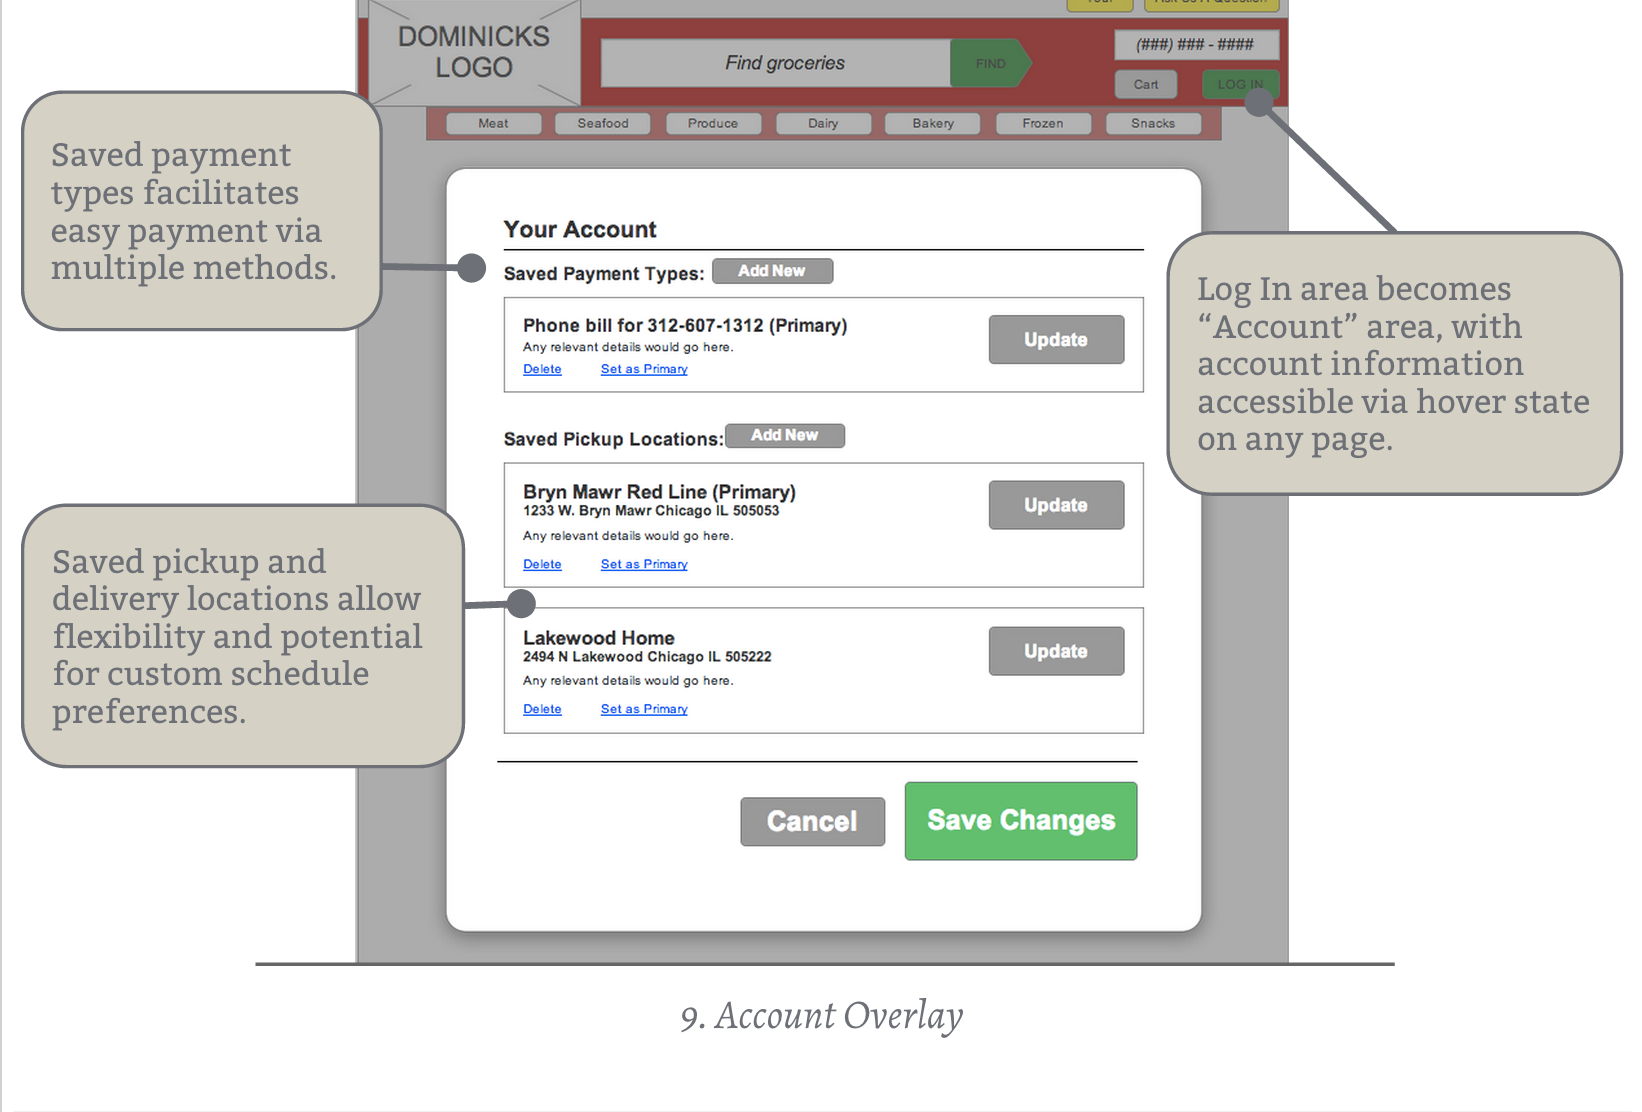 Your
Ask Us A Question
DOMINICKS
LOGO
Find groceries
FIND
(###) ### - ####
Cart
LOG IN
Meat
Seafood
Produce
Dairy
Bakery
Frozen
Snacks
Saved payment
types facilitates
easy payment via
multiple methods.
Your Account
Saved Payment Types:
Add New
Phone bill for 312-607-1312 (Primary)
Any relevant details would go here.
Delete
Set as Primary
Update
Log In area becomes
“Account” area, with
account information
accessible via hover state
on any page.
Saved Pickup Locations:
Add New
Bryn Mawr Red Line (Primary)
1233 W. Bryn Mawr Chicago IL 505053
Any relevant details would go here.
Delete
Set as Primary
Update
Saved pickup and
delivery locations allow
flexibility and potential
for custom schedule
preferences.
Lakewood Home
2494 N Lakewood Chicago IL 505222
Any relevant details would go here.
Delete
Set as Primary
Update
Cancel
Save Changes
9. Account Overlay